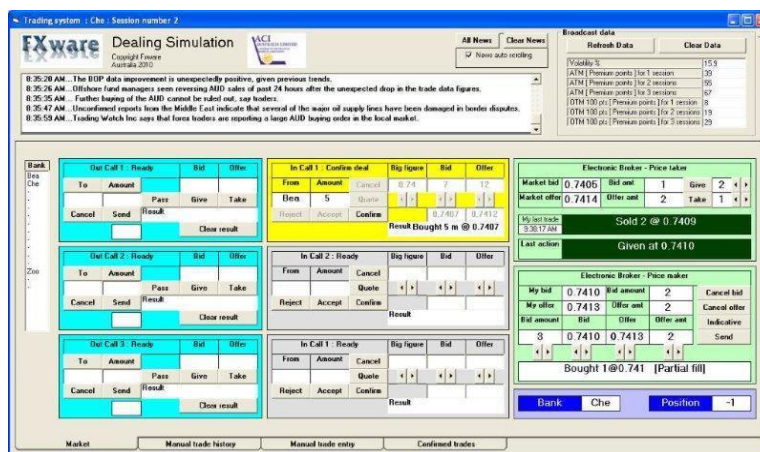 Trading system : Che : Session number 2
FXware
Dealing Simulation
Copyright Fxware
Australia 2010
ACI
All News
Clear News
News auto scrolling
Broadcast data
Refresh Data
Clear Data
Volatility % 15.9
ATM [ Premium points ] for 1 session 39
ATM [ Premium points ] for 2 sessions 55
ATM [ Premium points ] for 3 sessions 67
OTM 100 pts [ Premium points ] for 1 session 8
OTM 100 pts [ Premium points ] for 2 sessions 19
OTM 100 pts [ Premium points ] for 3 sessions 29
8:35:20 AM...The BOP data improvement is unexpectedly positive, given previous trends.
8:35:26 AM...Offshore fund managers seen reversing AUD sales of past 24 hours after the unexpected drop in the trade data figures.
8:35:35 AM... Further buying of the AUD cannot be ruled out, say traders.
8:35:47 AM...Unconfirmed reports from the Middle East indicate that several of the major oil supply lines have been damaged in border disputes.
8:35:59 AM...Trading Watch Inc says that forex traders are reporting a large AUD buying order in the local market.
Bank
Bea
Che
Zoo
Out Call 1 : Ready Bid Offer
To Amount
Pass Give Take
Cancel Send Result
Clear result
Out Call 2 : Ready Bid Offer
To Amount
Pass Give Take
Cancel Send Result
Clear result
Out Call 3 : Ready Bid Offer
To Amount
Pass Give Take
Cancel Send Result
Clear result
In Call 1 : Confirm deal Big figure Bid Offer
From Amount Cancel 0.74 7 12
Bea 5 Quote
Reject Accept Confirm 0.7407 0.7412
Result Bought 5 m @ 0.7407
In Call 2 : Ready Big figure Bid Offer
From Amount Cancel
Quote
Reject Accept Confirm
Result
In Call 1 : Ready Big figure Bid Offer
From Amount Cancel
Quote
Reject Accept Confirm
Result
Electronic Broker - Price taker
Market bid 0.7405 Bid amt 1 Give 2
Market offer 0.7414 Offer amt 2 Take 1
My last trade
9:38:17 AM
Sold 2 @ 0.7409
Last action
Given at 0.7410
Electronic Broker - Price maker
My bid 0.7410 Bid amount 2 Cancel bid
My offer 0.7413 Offer amt 2 Cancel offer
Bid amount Bid Offer Offer amt Indicative
3 0.7410 0.7413 2 Send
Bought 1@0.741 [Partial fill]
Bank Che Position -1
Market
Manual trade history
Manual trade entry
Confirmed trades